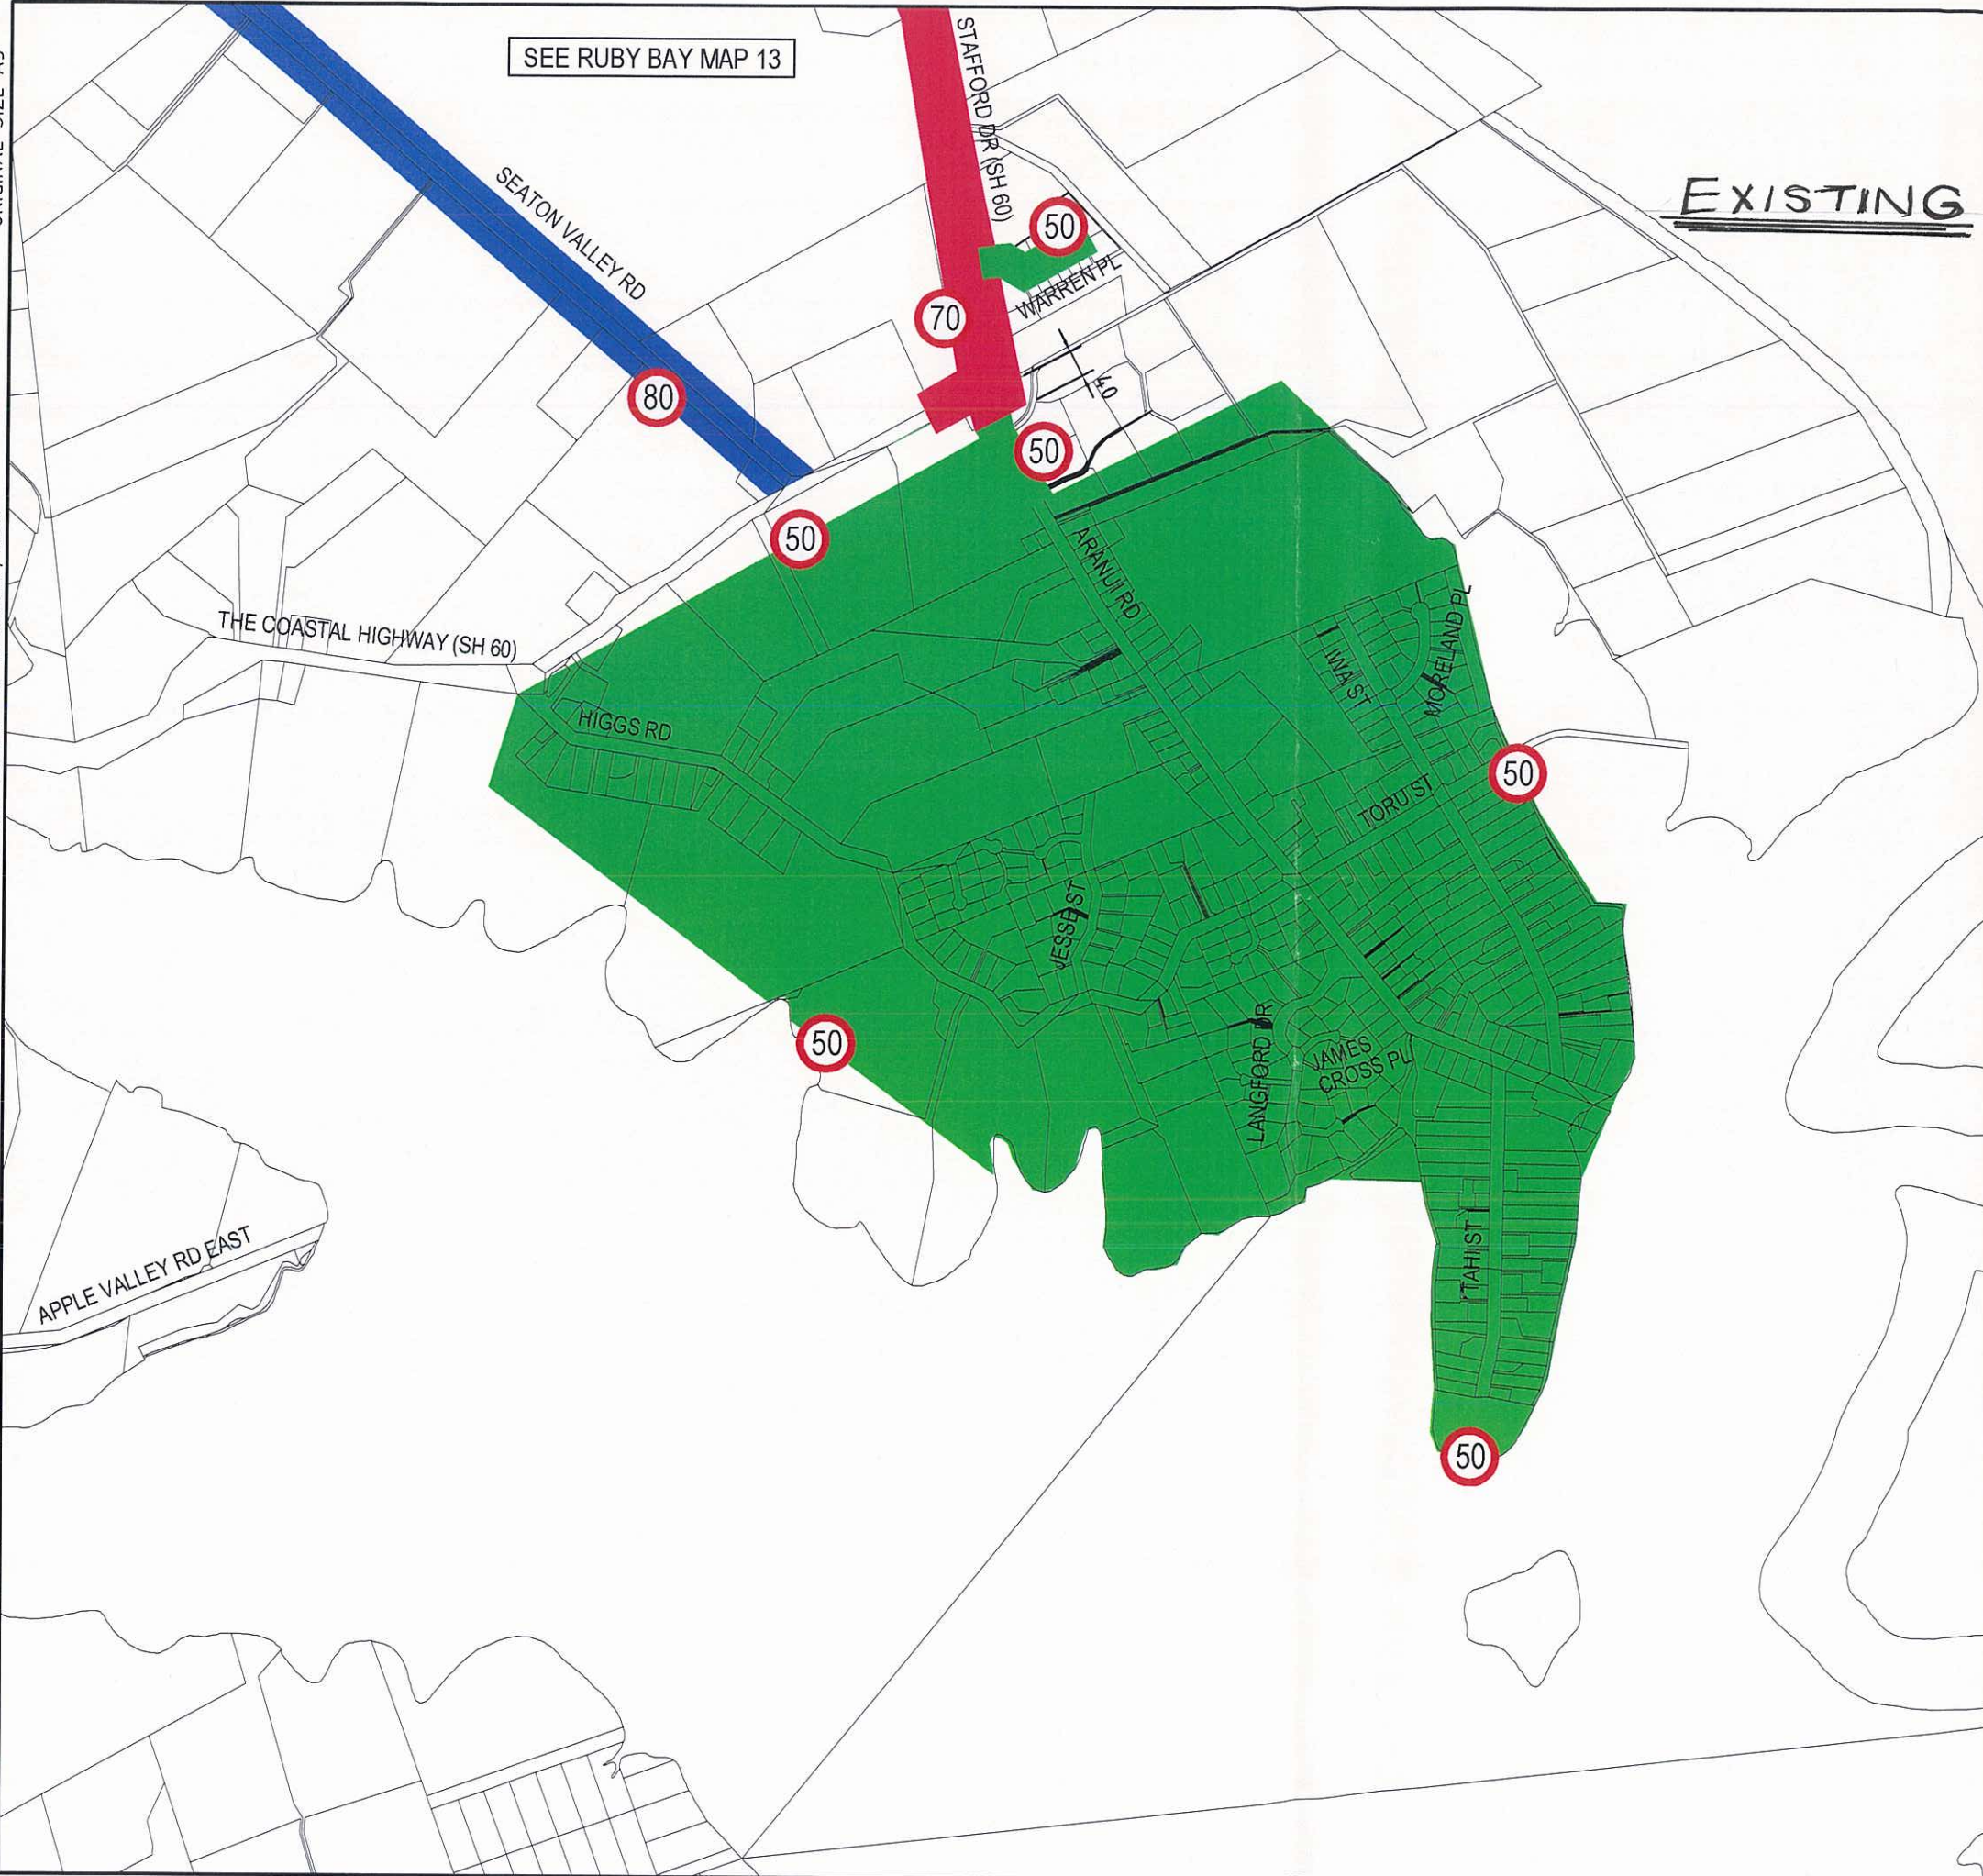 SEE RUBY BAY MAP 13
STAFFORD DR (SH 60)
EXISTING
SEATON VALLEY RD
50
WARREN PL
70
40
80
50
50
ARANUI RD
THE COASTAL HIGHWAY (SH 60)
MORELAND PL
IWA ST
HIGGS RD
50
TORU ST
JESSE ST
LANGFORD DR
JAMES
CROSS PL
50
TAHI ST
APPLE VALLEY RD EAST
50